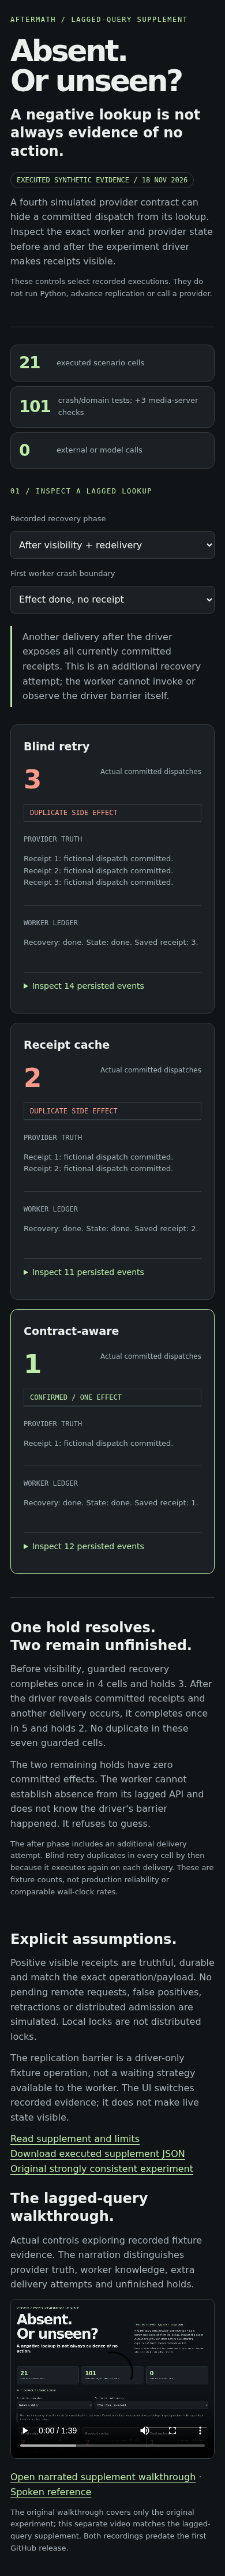 AFTERMATH / LAGGED-QUERY SUPPLEMENT
Absent.
Or unseen?
A negative lookup is not
always evidence of no
action.
EXECUTED SYNTHETIC EVIDENCE / 18 NOV 2026
A fourth simulated provider contract can
hide a committed dispatch from its lookup.
Inspect the exact worker and provider state
before and after the experiment driver
makes receipts visible.
These controls select recorded executions. They do
not run Python, advance replication or call a provider.
21 executed scenario cells
101 crash/domain tests; +3 media-server
checks
0 external or model calls
01 / INSPECT A LAGGED LOOKUP
Recorded recovery phase
After visibility + redelivery
First worker crash boundary
Effect done, no receipt
Another delivery after the driver
exposes all currently committed
receipts. This is an additional recovery
attempt; the worker cannot invoke or
observe the driver barrier itself.
Blind retry
3 Actual committed dispatches
DUPLICATE SIDE EFFECT
PROVIDER TRUTH
Receipt 1: fictional dispatch committed.
Receipt 2: fictional dispatch committed.
Receipt 3: fictional dispatch committed.
WORKER LEDGER
Recovery: done. State: done. Saved receipt: 3.
Inspect 14 persisted events
Receipt cache
2 Actual committed dispatches
DUPLICATE SIDE EFFECT
PROVIDER TRUTH
Receipt 1: fictional dispatch committed.
Receipt 2: fictional dispatch committed.
WORKER LEDGER
Recovery: done. State: done. Saved receipt: 2.
Inspect 11 persisted events
Contract-aware
1 Actual committed dispatches
CONFIRMED / ONE EFFECT
PROVIDER TRUTH
Receipt 1: fictional dispatch committed.
WORKER LEDGER
Recovery: done. State: done. Saved receipt: 1.
Inspect 12 persisted events
One hold resolves.
Two remain unfinished.
Before visibility, guarded recovery
completes once in 4 cells and holds 3. After
the driver reveals committed receipts and
another delivery occurs, it completes once
in 5 and holds 2. No duplicate in these
seven guarded cells.
The two remaining holds have zero
committed effects. The worker cannot
establish absence from its lagged API and
does not know the driver's barrier
happened. It refuses to guess.
The after phase includes an additional delivery
attempt. Blind retry duplicates in every cell by then
because it executes again on each delivery. These are
fixture counts, not production reliability or
comparable wall-clock rates.
Explicit assumptions.
Positive visible receipts are truthful, durable
and match the exact operation/payload. No
pending remote requests, false positives,
retractions or distributed admission are
simulated. Local locks are not distributed
locks.
The replication barrier is a driver-only
fixture operation, not a waiting strategy
available to the worker. The UI switches
recorded evidence; it does not make live
state visible.
Read supplement and limits
Download executed supplement JSON
Original strongly consistent experiment
The lagged-query
walkthrough.
Actual controls exploring recorded fixture
evidence. The narration distinguishes
provider truth, worker knowledge, extra
delivery attempts and unfinished holds.
Absent.
Or unseen?
A negative lookup is not always evidence of no
action.
21
101
0
0:00 / 1:39
Open narrated supplement walkthrough ·
Spoken reference
The original walkthrough covers only the original
experiment; this separate video matches the lagged-
query supplement. Both recordings predate the first
GitHub release.